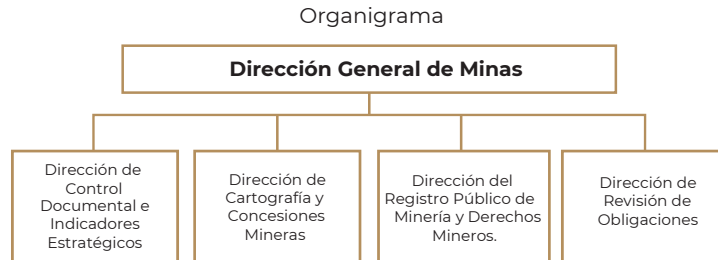 Organigrama
Dirección General de Minas
Dirección de
Control
Documental e
Indicadores
Estratégicos
Dirección de
Cartografía y
Concesiones
Mineras
Dirección del
Registro Público de
Minería y Derechos
Mineros.
Dirección de
Revisión de
Obligaciones